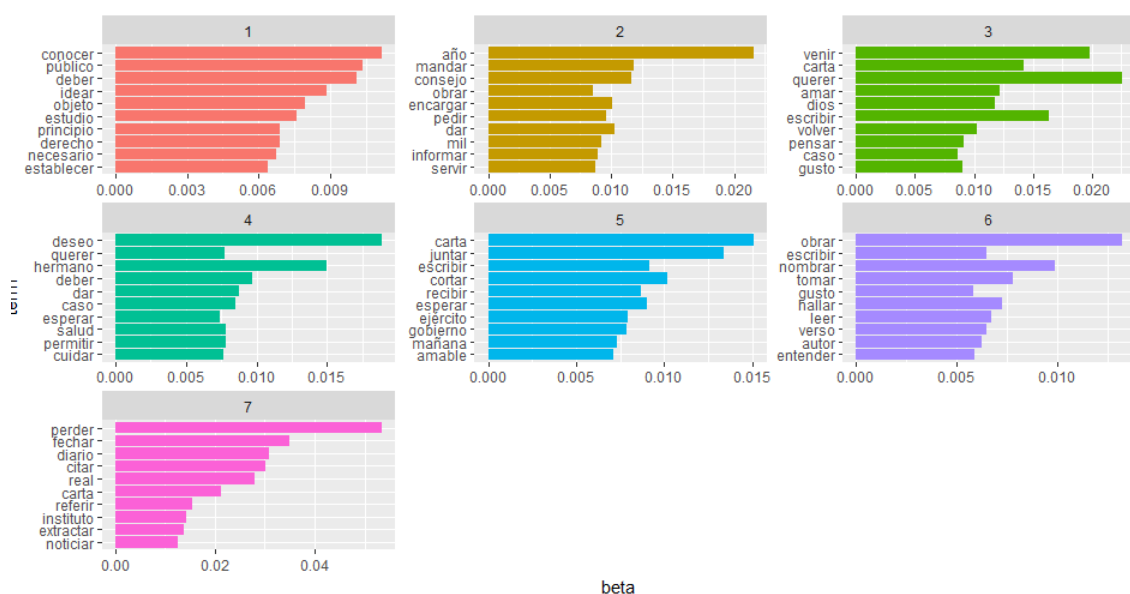 1
conocer
público
deber
idear
objeto
estudio
principio
derecho
necesario
establecer
0.000 0.003 0.006 0.009
2
año
mandar
consejo
obrar
encargar
pedir
dar
mil
informar
servir
0.000 0.005 0.010 0.015 0.020
3
venir
carta
querer
amar
dios
escribir
volver
pensar
caso
gusto
0.000 0.005 0.010 0.015 0.020
4
deseo
querer
hermano
deber
dar
caso
esperar
salud
permitir
cuidar
0.000 0.005 0.010 0.015
5
carta
juntar
escribir
cortar
recibir
esperar
ejército
gobierno
mañana
amable
0.000 0.005 0.010 0.015
6
obrar
escribir
nombrar
tomar
gusto
hallar
leer
verso
autor
entender
0.000 0.005 0.010
7
perder
fechar
diario
citar
real
carta
referir
instituto
extractar
noticiar
0.00 0.02 0.04
term
beta